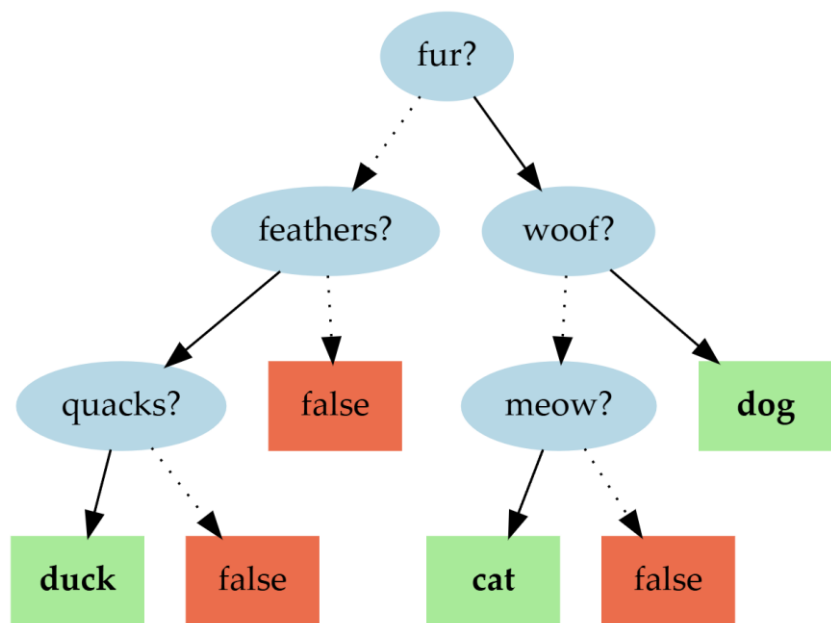 fur?
feathers?
woof?
quacks?
false
meow?
dog
duck
false
cat
false